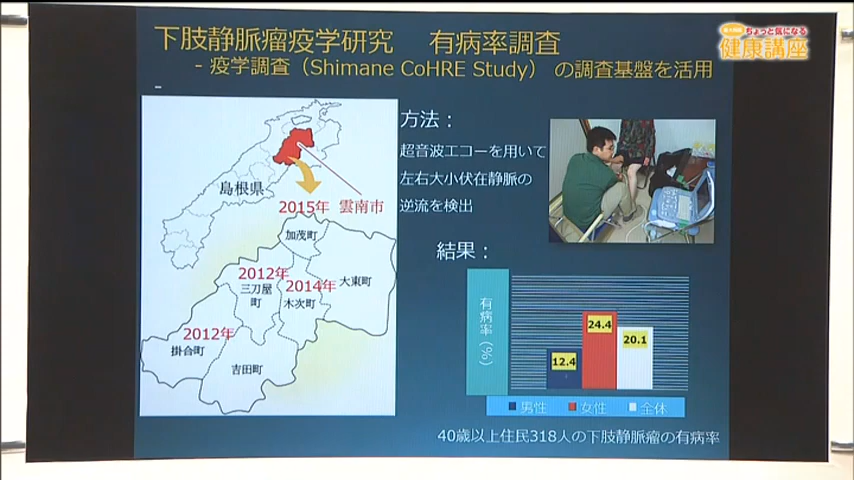 下肢静脈瘤疫学研究　有病率調査
- 疫学調査（Shimane CoHRE Study） の調査基盤を活用
-
ちょっと気になる
健康講座
方法：
超音波エコーを用いて
左右大小伏在静脈の
逆流を検出
島根県
2015年 雲南市
加茂町
2012年
三刀屋町
2014年
木次町
大東町
2012年
掛合町
吉田町
結果：
有病率（%）
12.4
24.4
20.1
男性 女性 全体
40歳以上住民318人の下肢静脈瘤の有病率